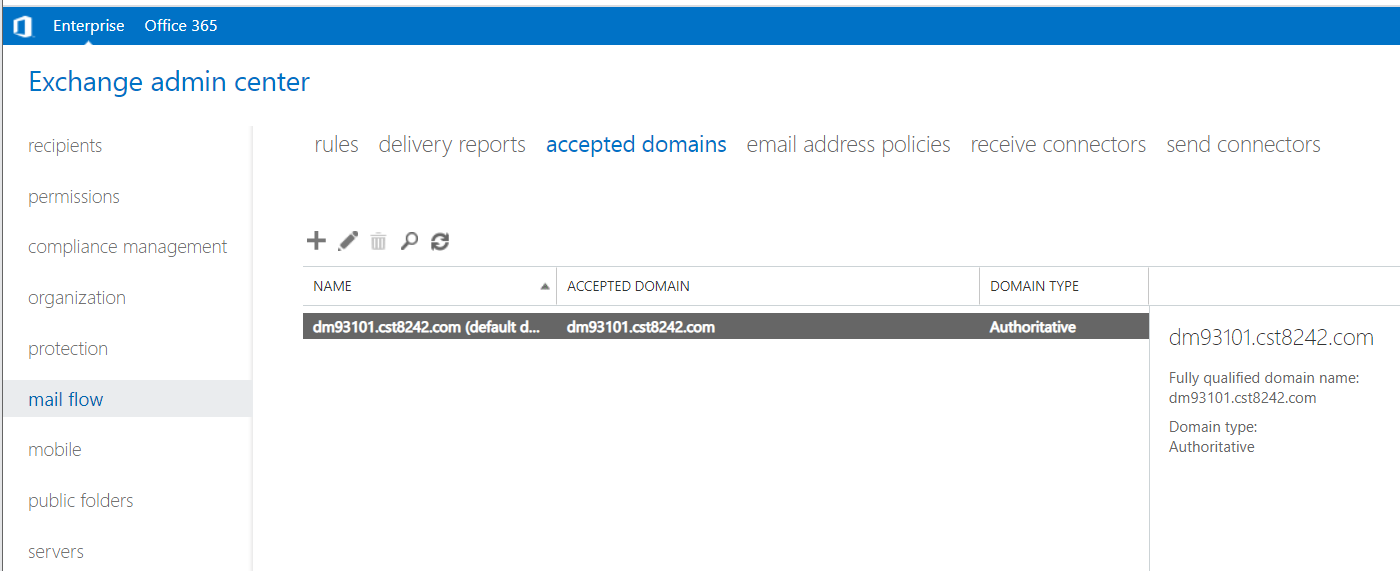 Enterprise Office 365
Exchange admin center
recipients
permissions
compliance management
organization
protection
mail flow
mobile
public folders
servers
rules delivery reports accepted domains email address policies receive connectors send connectors
NAME ACCEPTED DOMAIN DOMAIN TYPE
dm93101.cst8242.com (default d... dm93101.cst8242.com Authoritative
dm93101.cst8242.com
Fully qualified domain name:
dm93101.cst8242.com
Domain type:
Authoritative